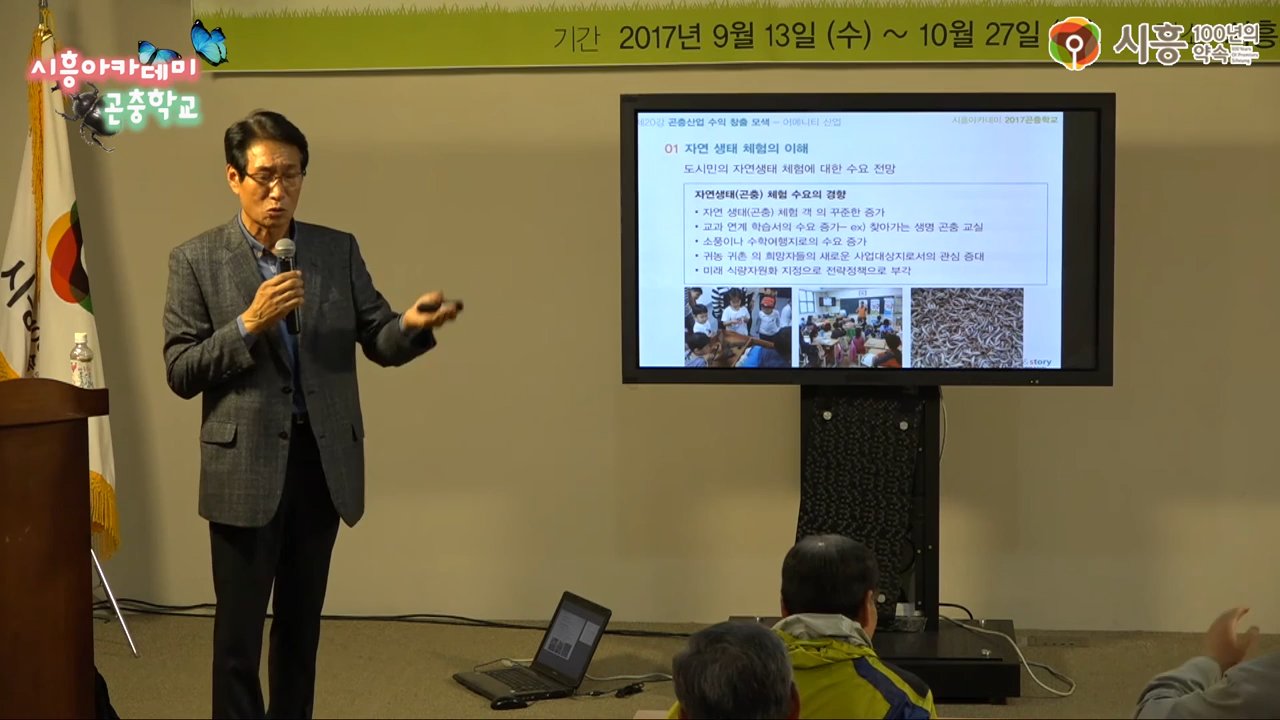 기간 2017년 9월 13일 (수) ~ 10월 27일
시흥 100년의 약속
시흥아카데미
곤충학교
곤충산업 수익 창출 모색 - 어메니티 산업
시흥아카데미 2017곤충학교
01 자연 생태 체험의 이해
도시민의 자연생태 체험에 대한 수요 전망
자연생태(곤충) 체험 수요의 경향
• 자연 생태(곤충) 체험 객 의 꾸준한 증가
• 교과 연계 학습서의 수요 증가- ex) 찾아가는 생명 곤충 교실
• 소풍이나 수학여행지로의 수요 증가
• 귀농 귀촌 의 희망자들의 새로운 사업대상지로서의 관심 증대
• 미래 식량자원화 지정으로 전략정책으로 부각
story